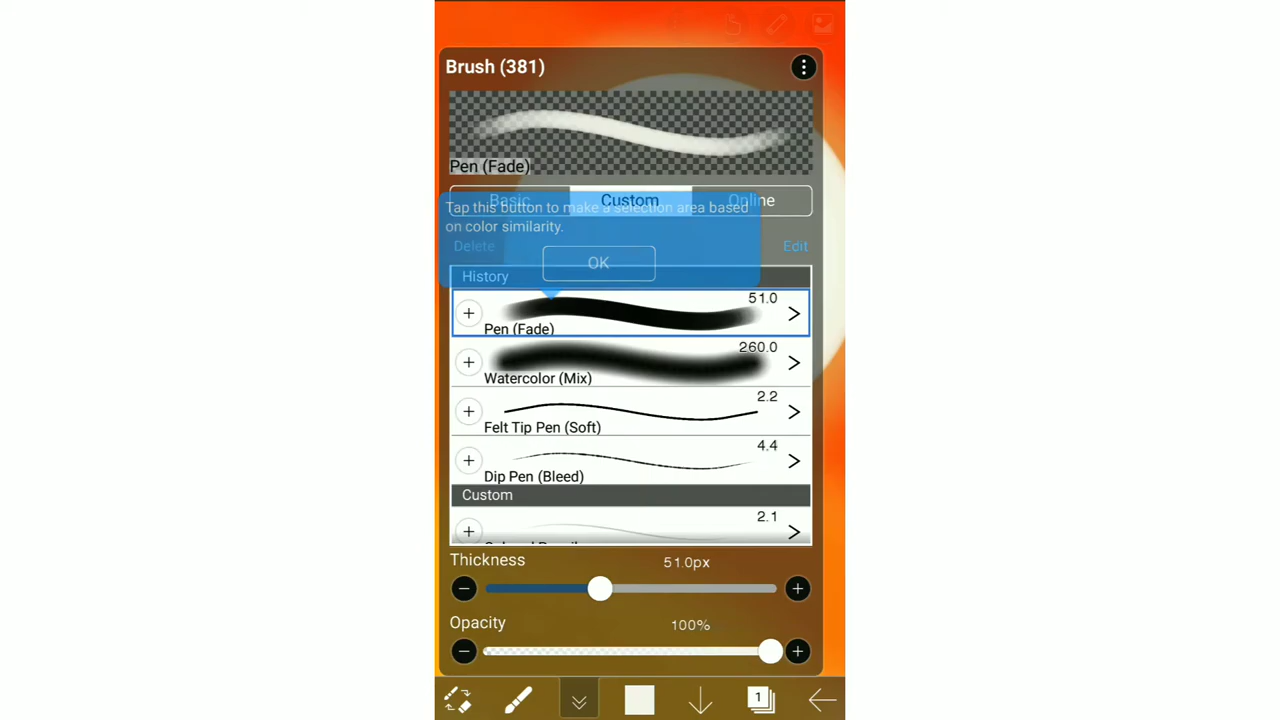 Brush (381)
Pen (Fade)
Basic Custom Online
Tap this button to make a selection area based
on color similarity.
Delete Edit
OK
History
51.0
Pen (Fade)
260.0
Watercolor (Mix)
2.2
Felt Tip Pen (Soft)
4.4
Dip Pen (Bleed)
Custom
2.1
Thickness 51.0px
Opacity 100%
1